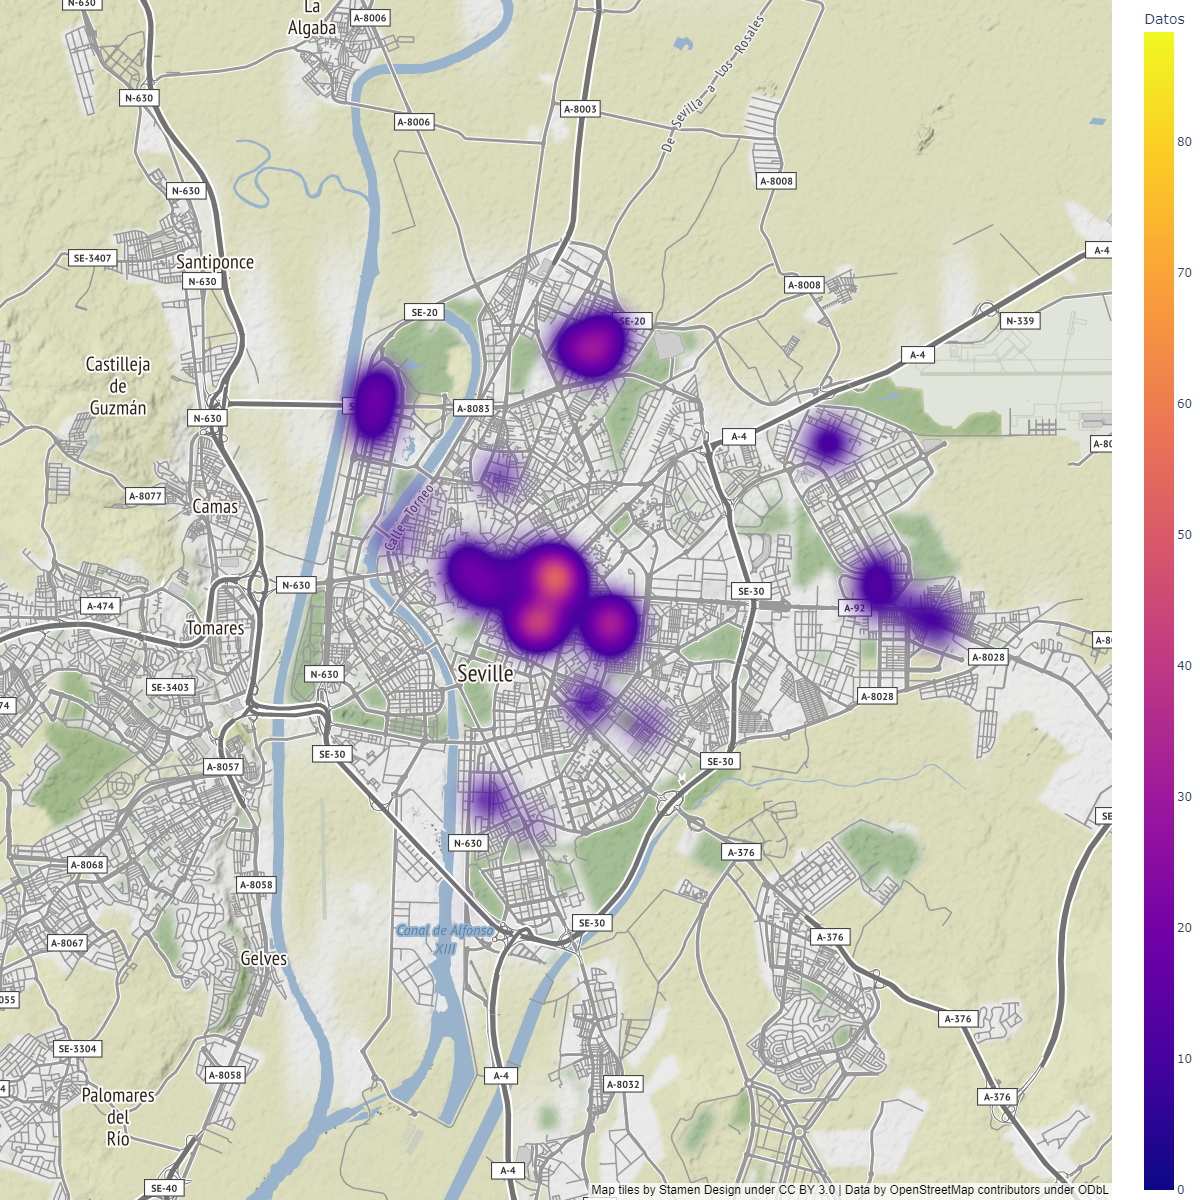 N-630
La
Algaba
A-8006
De Sevilla a Los Rosales
N-630
A-8003
A-8006
A-8008
N-630
SE-3407
Santiponce
N-630
A-4
A-8008
SE-20
SE-20
N-339
Castilleja
de
Guzmán
A-4
A-8083
N-630
A-4
A-8077
Camas
Calle Torneo
N-630
SE-30
A-474
A-92
Tomares
A-8028
N-630
Seville
SE-3403
A-8028
74
SE-30
SE-30
A-8057
SE
N-630
A-376
A-8068
A-8058
SE-30
Canal de Alfonso
XIII
A-376
A-8067
Gelves
055
A-376
SE-3304
A-8058
A-4
A-8032
4
Palomares
del
Río
A-376
A-4
SE-40
Map tiles by Stamen Design under CC BY 3.0 | Data by OpenStreetMap contributors under ODbL
Datos
80
70
60
50
40
30
20
10
0